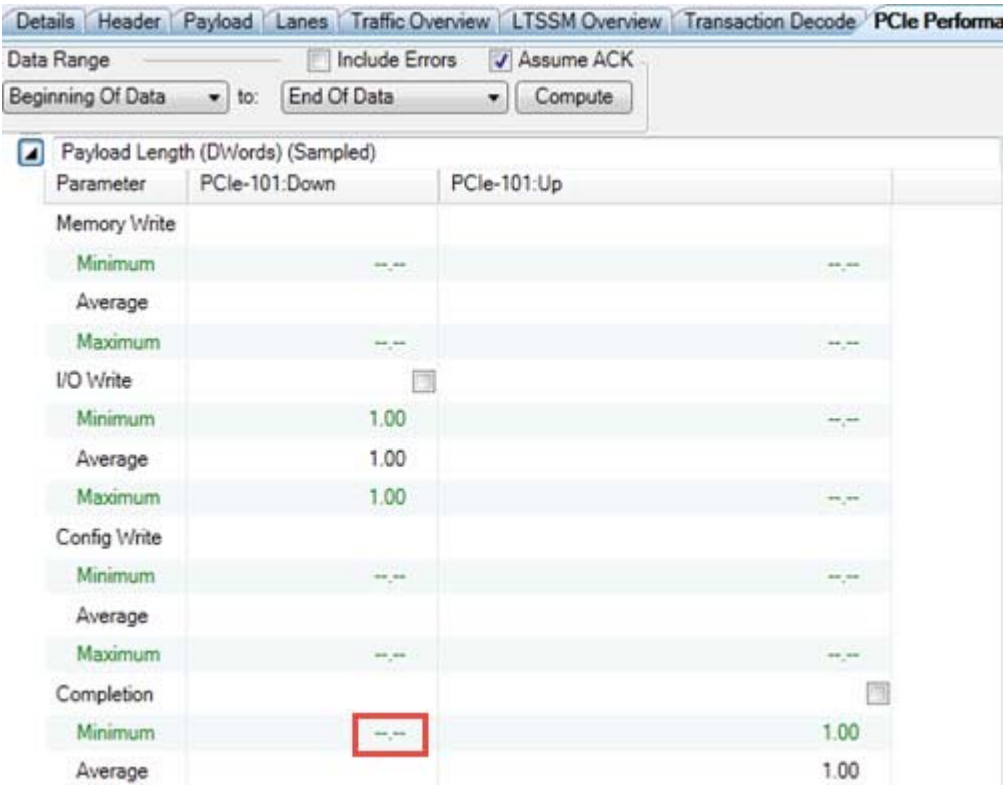 Details Header Payload Lanes Traffic Overview LTSSM Overview Transaction Decode PCIe Performa
Data Range Include Errors Assume ACK
Beginning Of Data to: End Of Data Compute
Payload Length (DWords) (Sampled)
Parameter PCIe-101:Down PCIe-101:Up
Memory Write
Minimum --.-- --.--
Average
Maximum --.-- --.--
I/O Write
Minimum 1.00 --.--
Average 1.00
Maximum 1.00 --.--
Config Write
Minimum --.-- --.--
Average
Maximum --.-- --.--
Completion
Minimum --.-- 1.00
Average 1.00